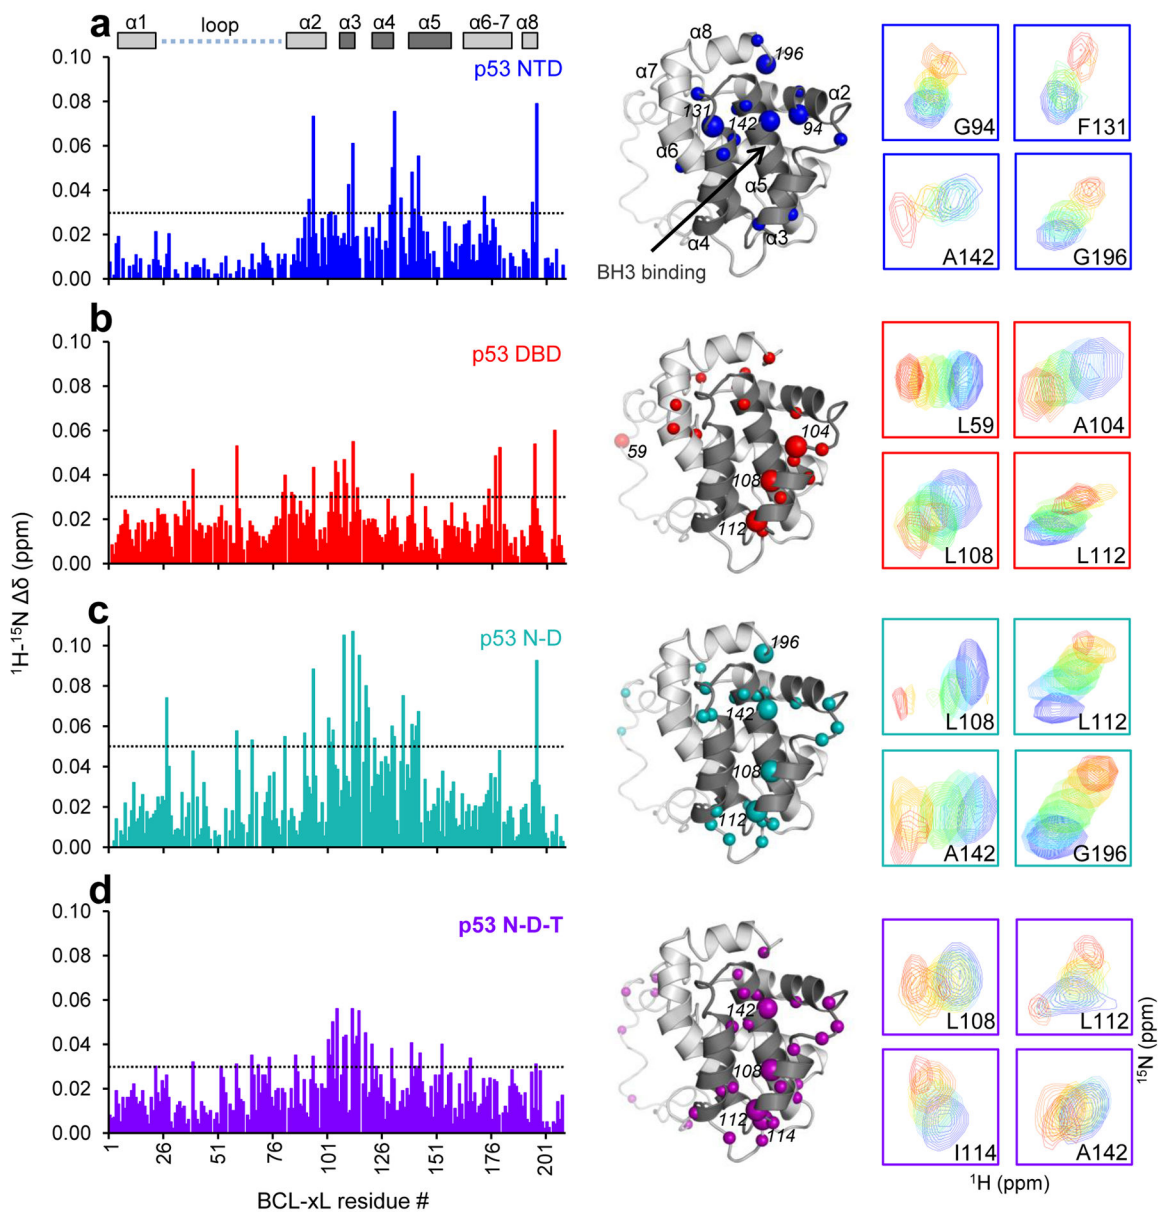 a
α1 loop α2 α3 α4 α5 α6-7 α8
p53 NTD
0.10
0.08
0.06
0.04
0.02
0.00
α8
196
α7
α2
131
142
94
α6
α5
α4
α3
BH3 binding
G94
F131
A142
G196
b
p53 DBD
0.10
0.08
0.06
0.04
0.02
0.00
104
59
108
112
L59
A104
L108
L112
¹H-¹⁵N Δδ (ppm)
c
p53 N-D
0.10
0.08
0.06
0.04
0.02
0.00
196
142
108
112
L108
L112
A142
G196
d
p53 N-D-T
0.10
0.08
0.06
0.04
0.02
0.00
1 26 51 76 101 126 151 176 201
BCL-xL residue #
142
108
112
114
L108
L112
I114
A142
¹⁵N (ppm)
¹H (ppm)